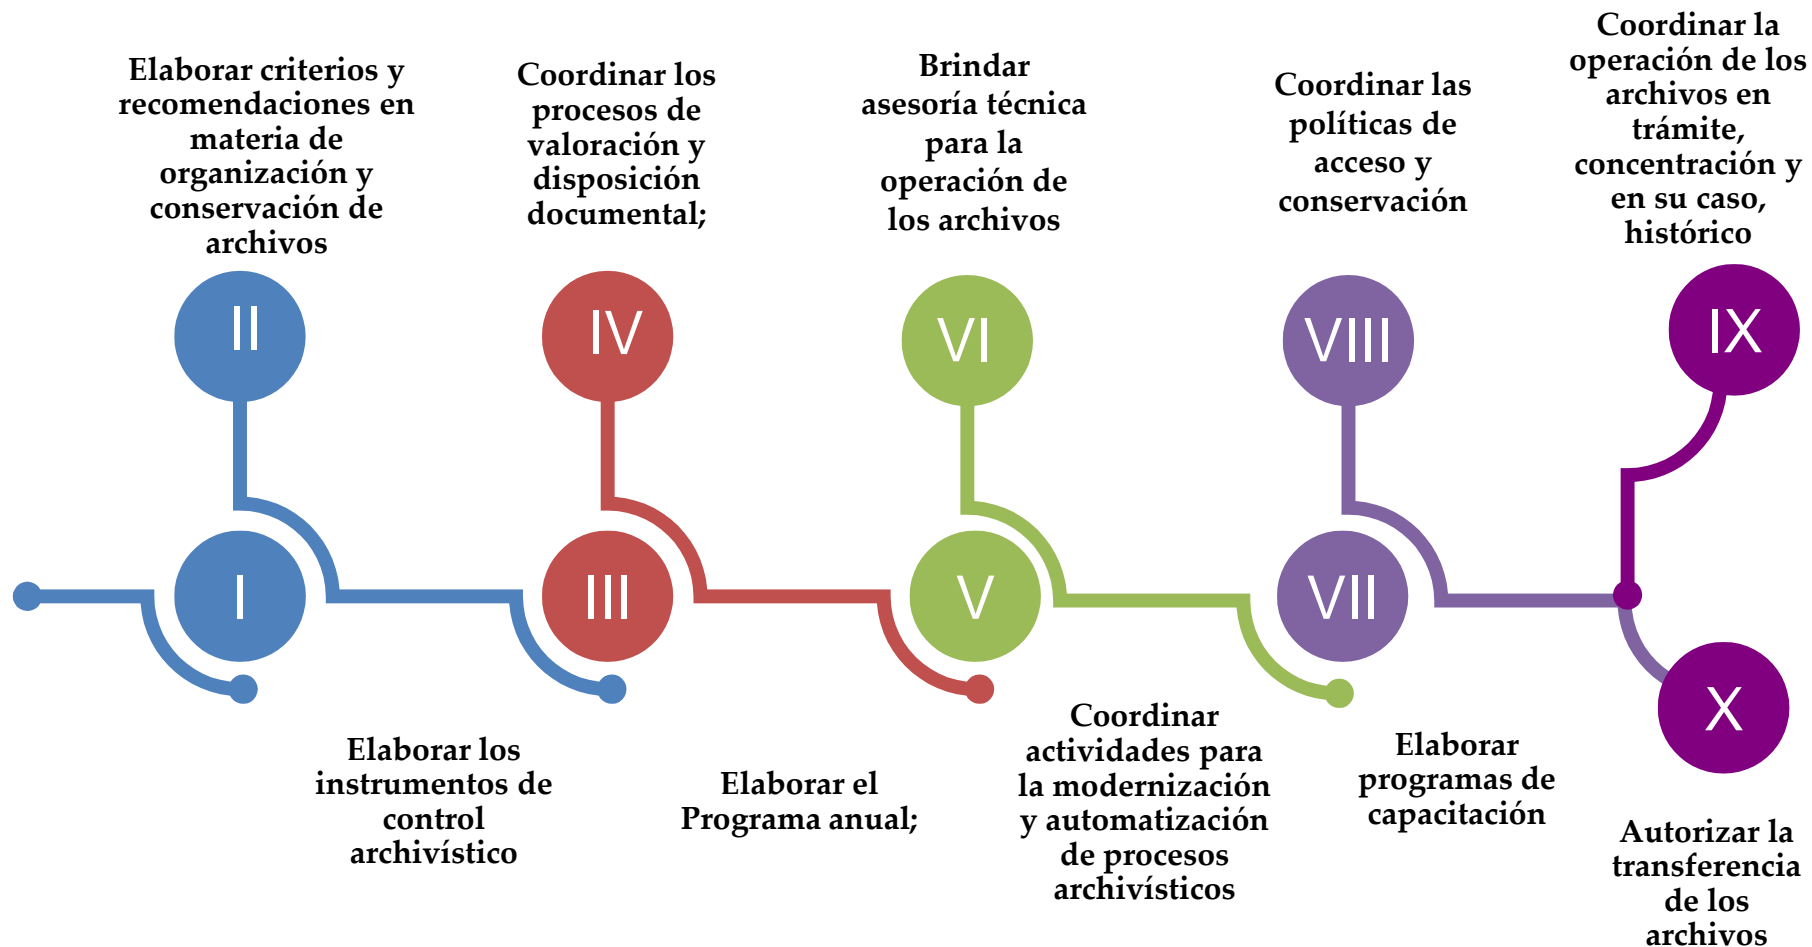 Elaborar criterios y
recomendaciones en
materia de
organización y
conservación de
archivos
Coordinar los
procesos de
valoración y
disposición
documental;
Brindar
asesoría técnica
para la
operación de
los archivos
Coordinar las
políticas de
acceso y
conservación
Coordinar la
operación de los
archivos en
trámite,
concentración y
en su caso,
histórico
II
IV
VI
VIII
IX
I
III
V
VII
X
Elaborar los
instrumentos de
control
archivístico
Elaborar el
Programa anual;
Coordinar
actividades para
la modernización
y automatización
de procesos
archivísticos
Elaborar
programas de
capacitación
Autorizar la
transferencia
de los
archivos